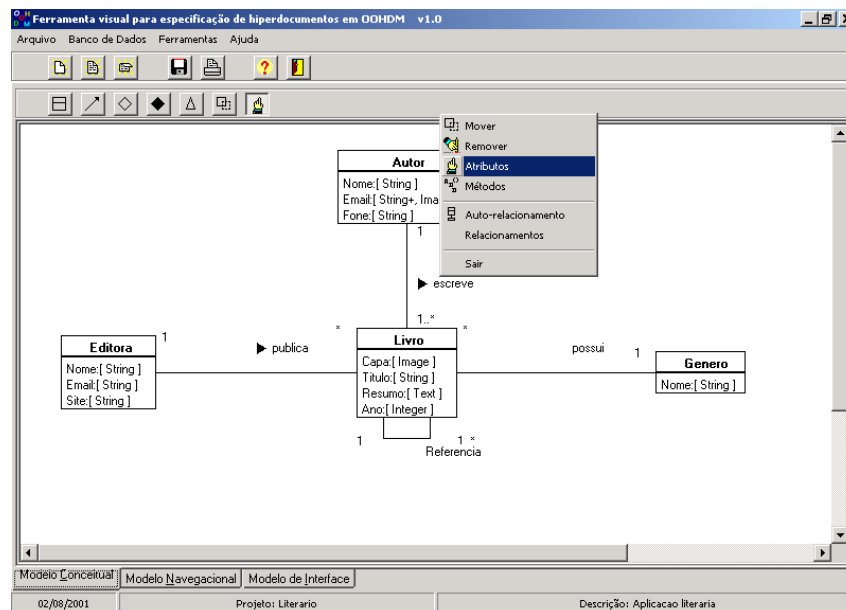 Ferramenta visual para especificação de hiperdocumentos em OOHDM v1.0
Arquivo Banco de Dados Ferramentas Ajuda
Mover
Remover
Atributos
Métodos
Auto-relacionamento
Relacionamentos
Sair
Autor
Nome:[ String ]
Email:[ String+, Ima
Fone:[ String ]
1
escreve
1..*
*
*
Livro
Capa:[ Image ]
Titulo:[ String ]
Resumo:[ Text ]
Ano:[ Integer ]
1
1 *
Referencia
Editora
Nome:[ String ]
Email:[ String ]
Site:[ String ]
1
publica
possui
1
Genero
Nome:[ String ]
Modelo Conceitual Modelo Navegacional Modelo de Interface
02/08/2001 Projeto: Literario Descrição: Aplicacao literaria